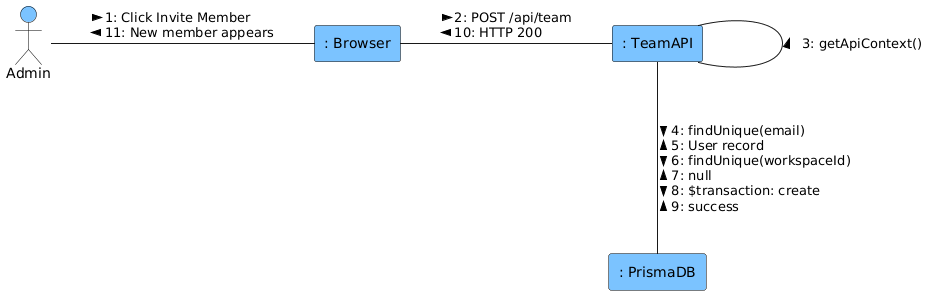 1: Click Invite Member
11: New member appears
2: POST /api/team
10: HTTP 200
: Browser
: TeamAPI
3: getApiContext()
Admin
4: findUnique(email)
5: User record
6: findUnique(workspaceId)
7: null
8: $transaction: create
9: success
: PrismaDB